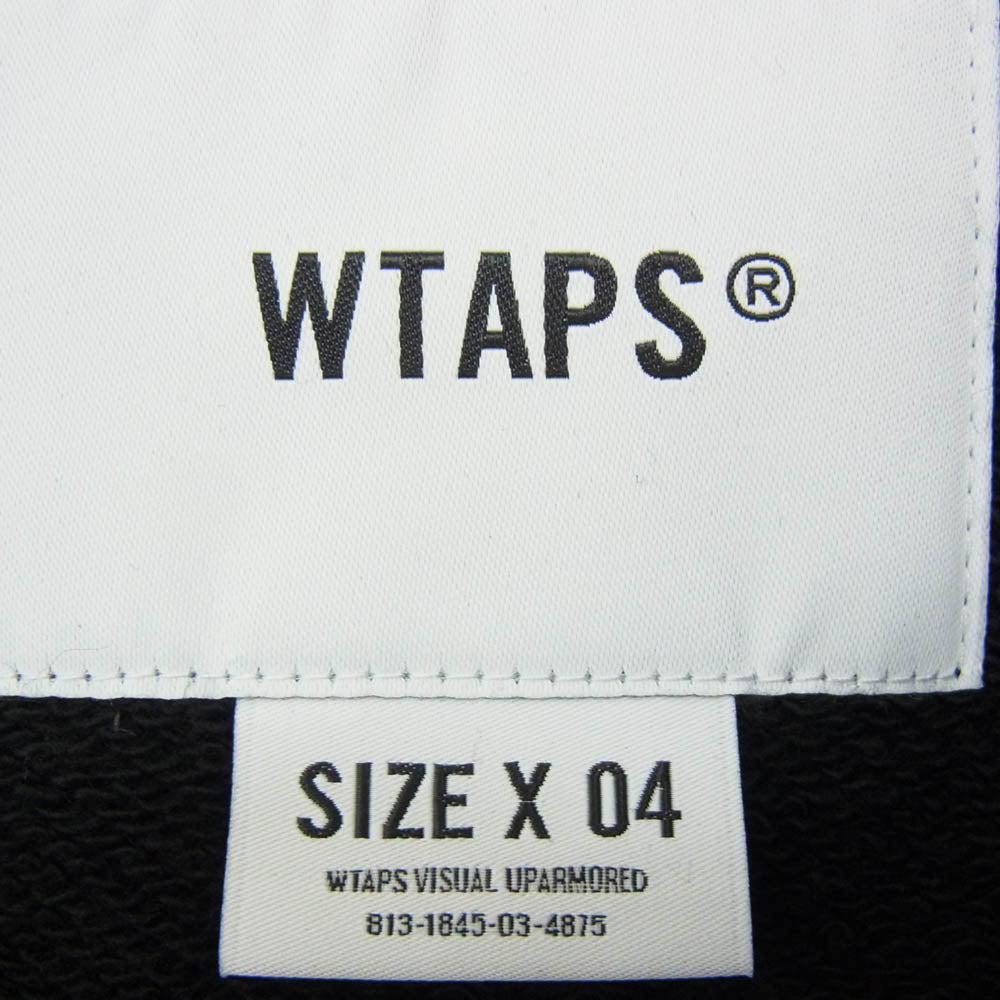 WTAPS®
SIZE X 04
WTAPS VISUAL UPARMORED
813-1845-03-4875